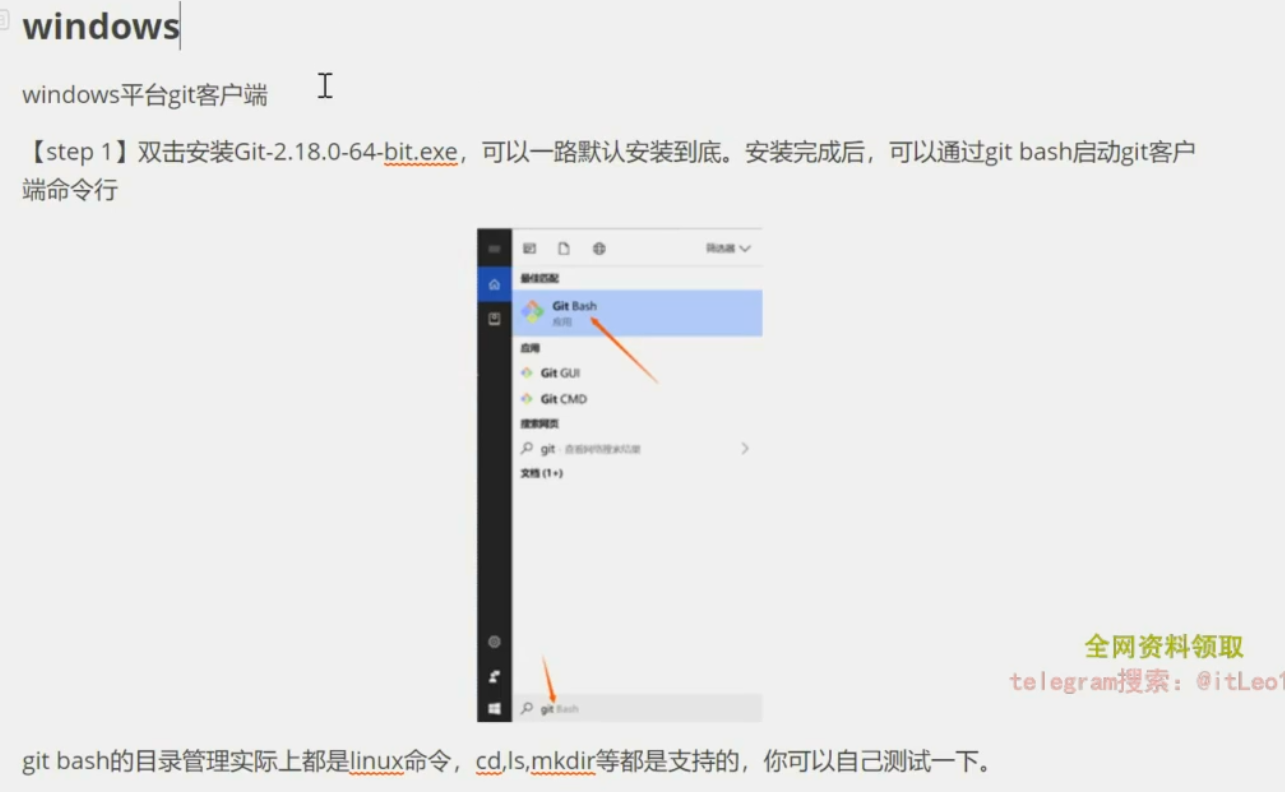 windows
windows平台git客户端
【step 1】双击安装Git-2.18.0-64-bit.exe，可以一路默认安装到底。安装完成后，可以通过git bash启动git客户
端命令行
筛选器
最佳匹配
Git Bash
应用
应用
Git GUI
Git CMD
搜索网页
git - 查看网络搜索结果
文档 (1+)
全网资料领取
telegram搜索：@itLeo1
git Bash
git bash的目录管理实际上都是linux命令，cd,ls,mkdir等都是支持的，你可以自己测试一下。